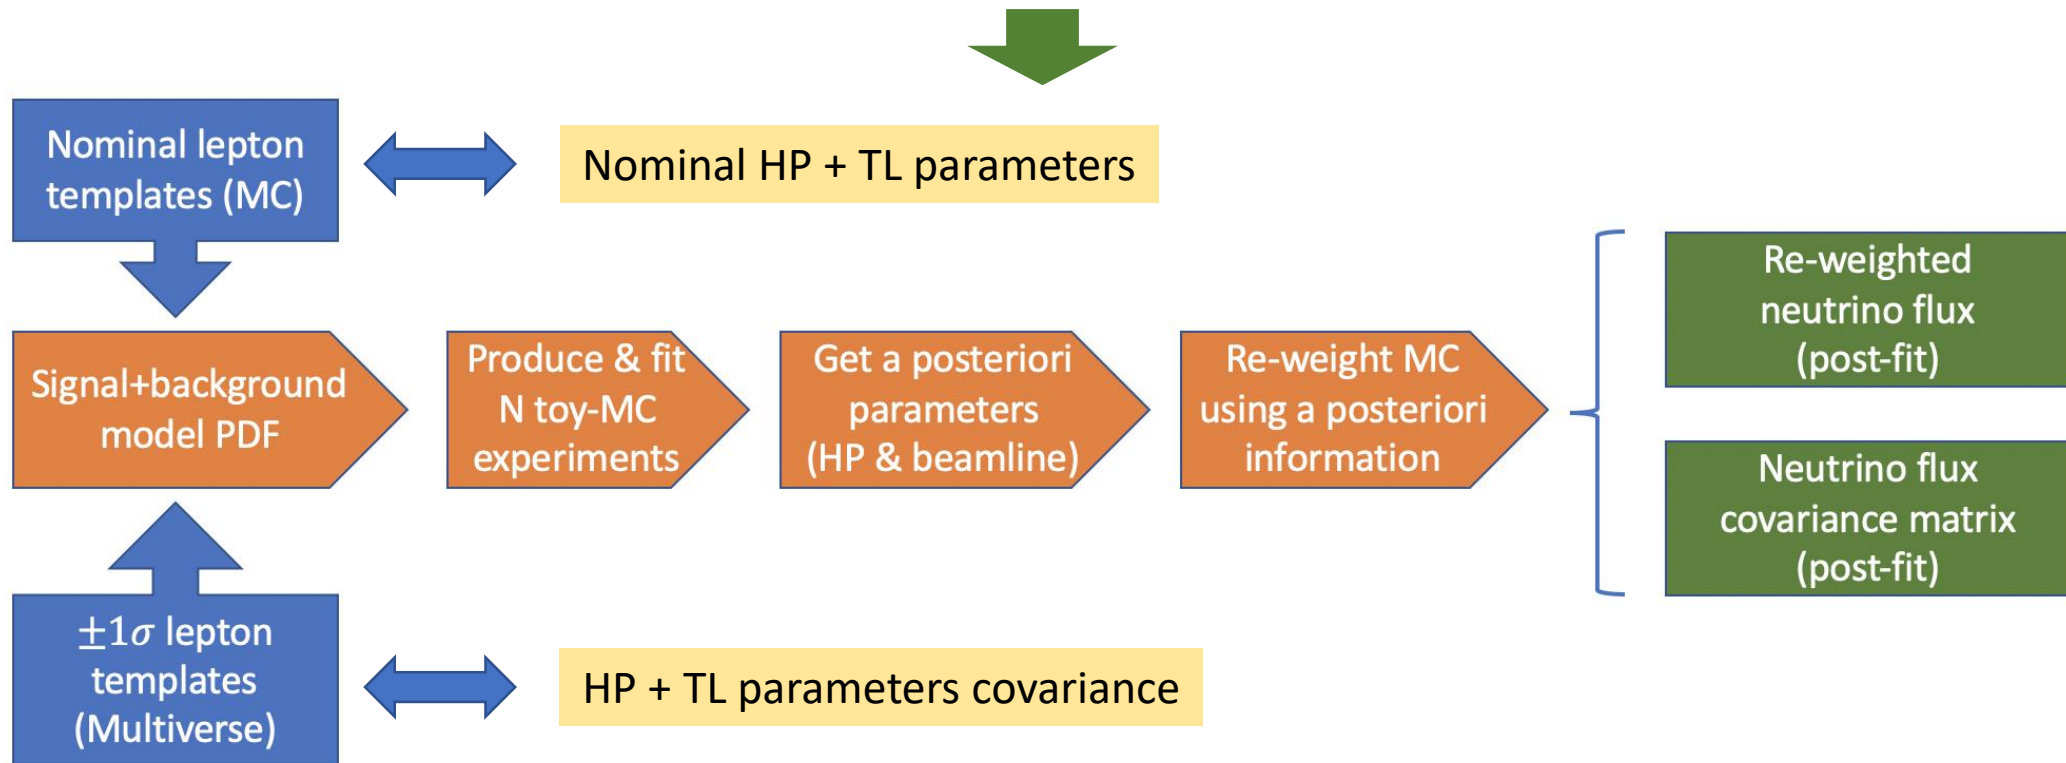 Nominal lepton
templates (MC)
Nominal HP + TL parameters
Signal+background
model PDF
Produce & fit
N toy-MC
experiments
Get a posteriori
parameters
(HP & beamline)
Re-weight MC
using a posteriori
information
Re-weighted
neutrino flux
(post-fit)
Neutrino flux
covariance matrix
(post-fit)
±1σ lepton
templates
(Multiverse)
HP + TL parameters covariance